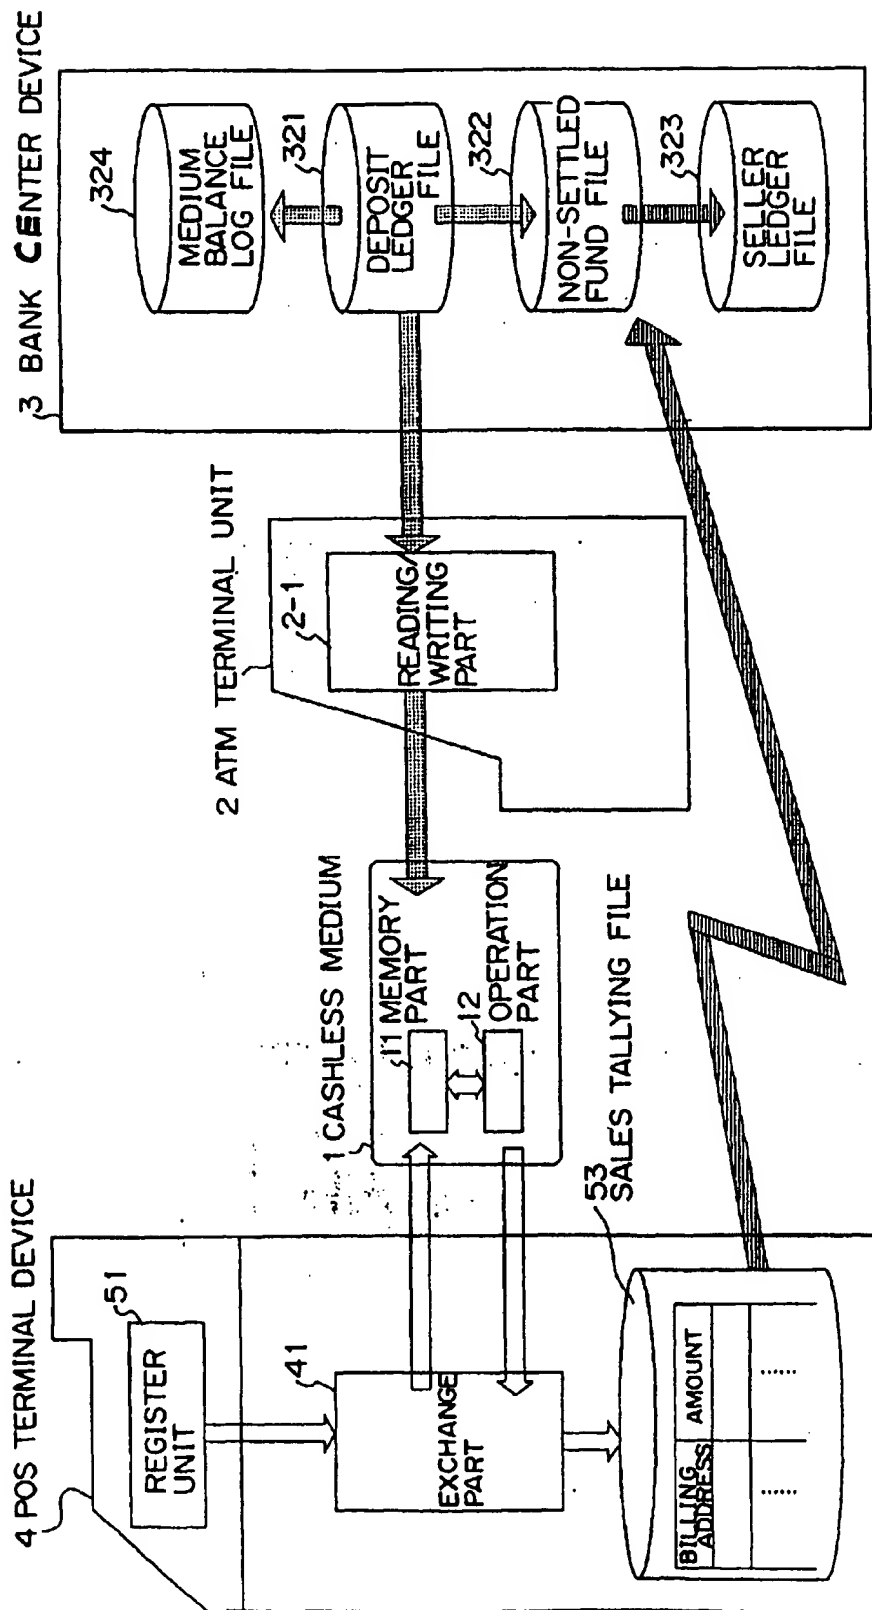 4 POS TERMINAL DEVICE
51
REGISTER
UNIT
41
EXCHANGE
PART
53
SALES TALLYING FILE
BILLING
ADDRESS
AMOUNT
......
......
1 CASHLESS MEDIUM
11 MEMORY
PART
12
OPERATION
PART
2 ATM TERMINAL UNIT
2-1
READING/
WRITING
PART
3 BANK CENTER DEVICE
324
MEDIUM
BALANCE
LOG FILE
321
DEPOSIT
LEDGER
FILE
322
NON-SETTLED
FUND FILE
323
SELLER
LEDGER
FILE